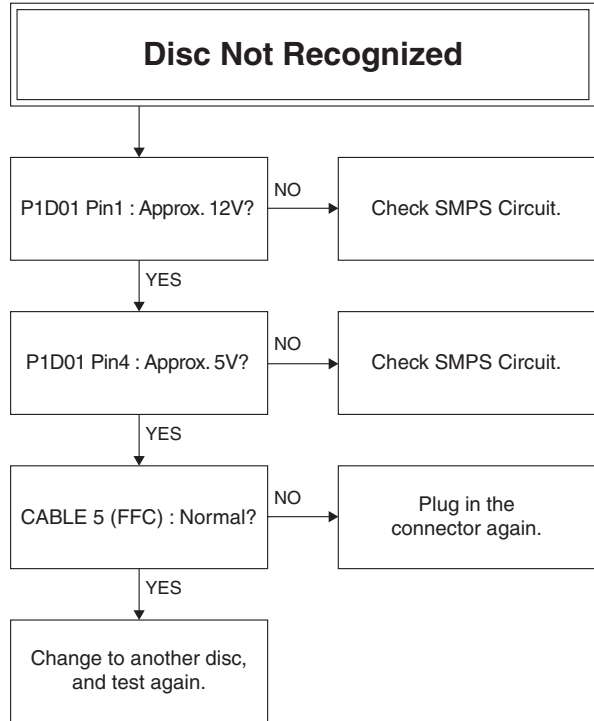 Disc Not Recognized
P1D01 Pin1 : Approx. 12V?
NO
Check SMPS Circuit.
YES
P1D01 Pin4 : Approx. 5V?
NO
Check SMPS Circuit.
YES
CABLE 5 (FFC) : Normal?
NO
Plug in the
connector again.
YES
Change to another disc,
and test again.